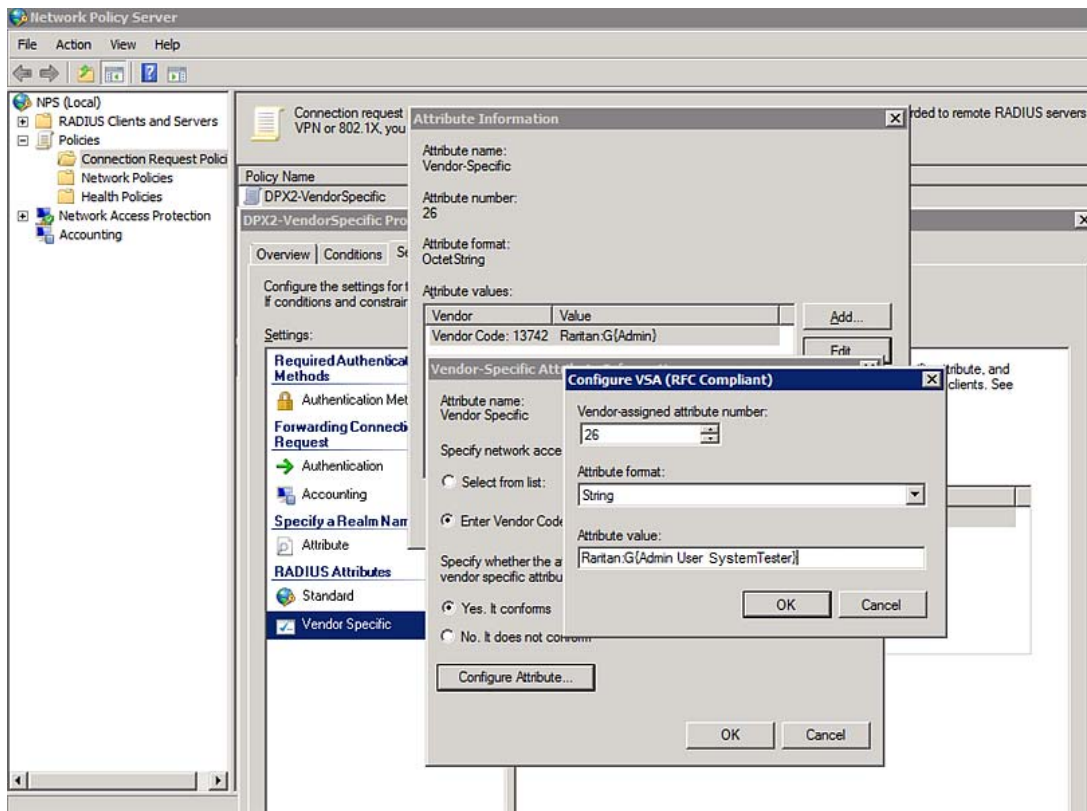 Network Policy Server
File Action View Help
NPS (Local)
RADIUS Clients and Servers
Policies
Connection Request Polici
Network Policies
Health Policies
Network Access Protection
Accounting
Connection request
VPN or 802.1X, you
rded to remote RADIUS servers
Policy Name
DPX2-VendorSpecific
DPX2-VendorSpecific Pro
Overview Conditions Se
Configure the settings for
If conditions and constrain
Settings:
Required Authenticat
Methods
Authentication Met
Forwarding Connecti
Request
Authentication
Accounting
Specify a Realm Nam
Attribute
RADIUS Attributes
Standard
Vendor Specific
Attribute Information
Attribute name:
Vendor-Specific
Attribute number:
26
Attribute format:
OctetString
Attribute values:
Vendor Value
Vendor Code: 13742 Raritan:G{Admin}
Add...
Edit
ttribute, and
clients. See
Vendor-Specific Att
Attribute name:
Vendor Specific
Specify network acce
Select from list:
Enter Vendor Code
Specify whether the a
vendor specific attribu
Yes. It conforms
No. It does not conform
Configure Attribute...
OK Cancel
Configure VSA (RFC Compliant)
Vendor-assigned attribute number:
26
Attribute format:
String
Attribute value:
Raritan:G{Admin User SystemTester}
OK Cancel